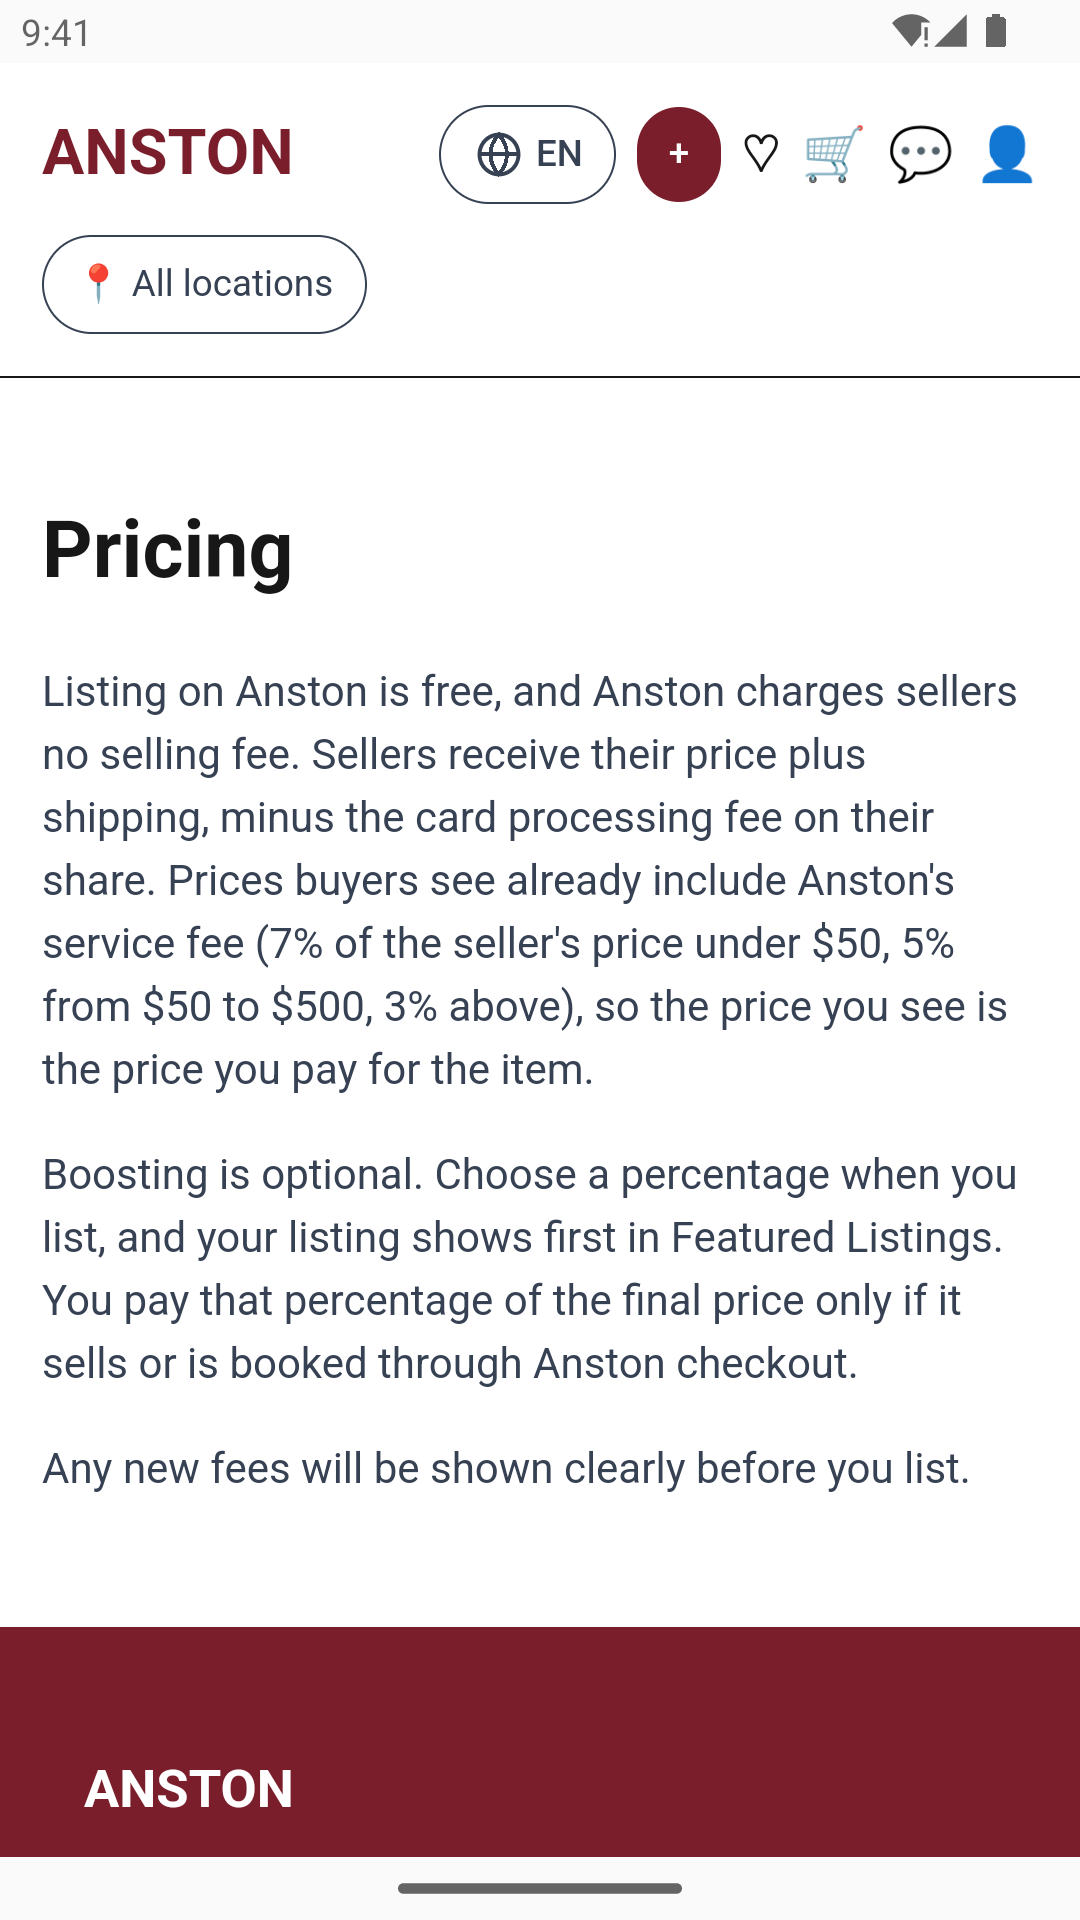 9:41
ANSTON
EN
+
All locations
Pricing
Listing on Anston is free, and Anston charges sellers
no selling fee. Sellers receive their price plus
shipping, minus the card processing fee on their
share. Prices buyers see already include Anston's
service fee (7% of the seller's price under $50, 5%
from $50 to $500, 3% above), so the price you see is
the price you pay for the item.
Boosting is optional. Choose a percentage when you
list, and your listing shows first in Featured Listings.
You pay that percentage of the final price only if it
sells or is booked through Anston checkout.
Any new fees will be shown clearly before you list.
ANSTON